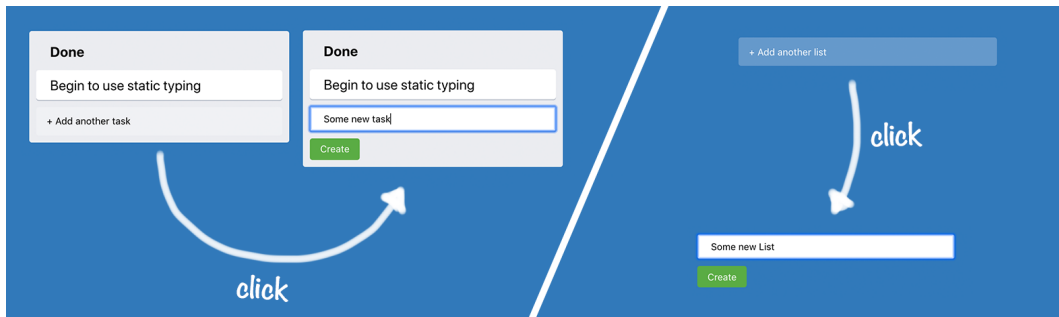 Done
Begin to use static typing
+ Add another task
click
Done
Begin to use static typing
Some new task
Create
+ Add another list
click
Some new List
Create